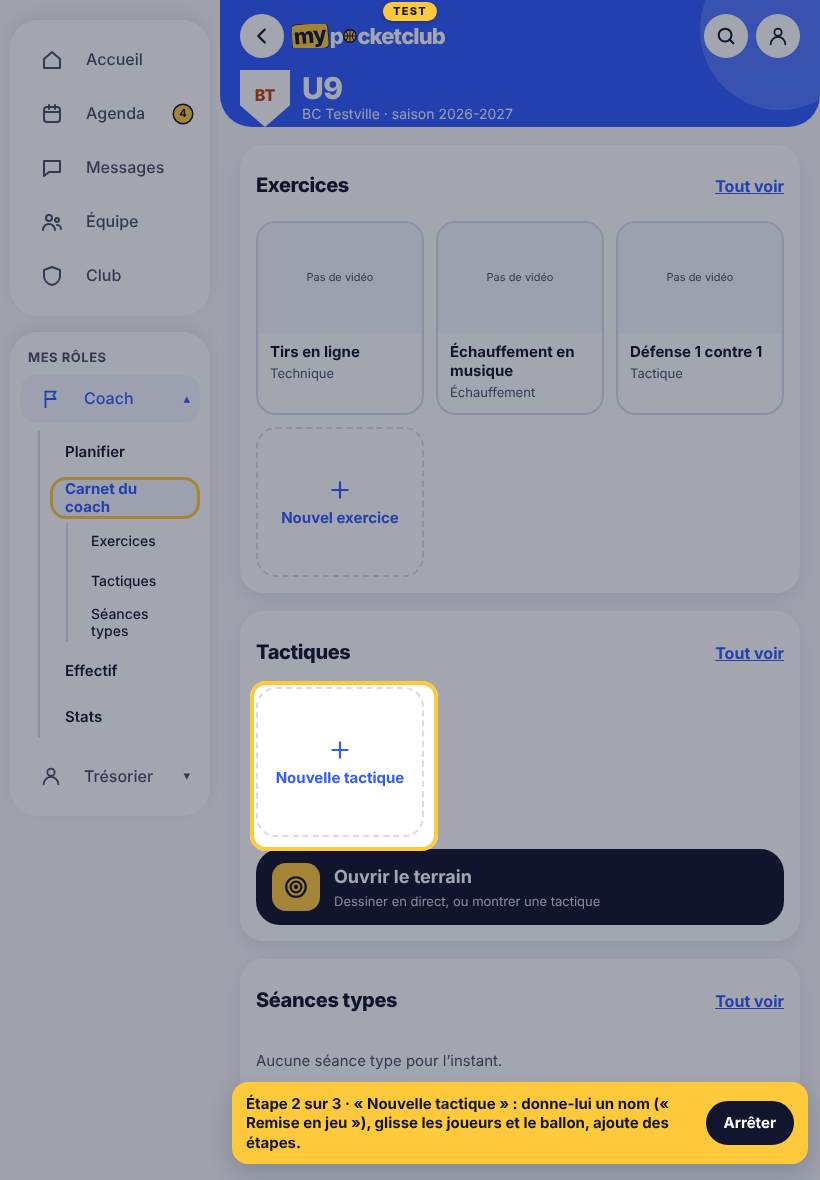 TEST
mypocketclub
BT
U9
BC Testville · saison 2026-2027
Accueil
Agenda
4
Messages
Équipe
Club
MES RÔLES
Coach
Planifier
Carnet du
coach
Exercices
Tactiques
Séances
types
Effectif
Stats
Trésorier
Exercices
Tout voir
Pas de vidéo
Tirs en ligne
Technique
Pas de vidéo
Échauffement en
musique
Échauffement
Pas de vidéo
Défense 1 contre 1
Tactique
Nouvel exercice
Tactiques
Tout voir
Nouvelle tactique
Ouvrir le terrain
Dessiner en direct, ou montrer une tactique
Séances types
Tout voir
Aucune séance type pour l’instant.
Étape 2 sur 3 · « Nouvelle tactique » : donne-lui un nom («
Remise en jeu »), glisse les joueurs et le ballon, ajoute des
étapes.
Arrêter